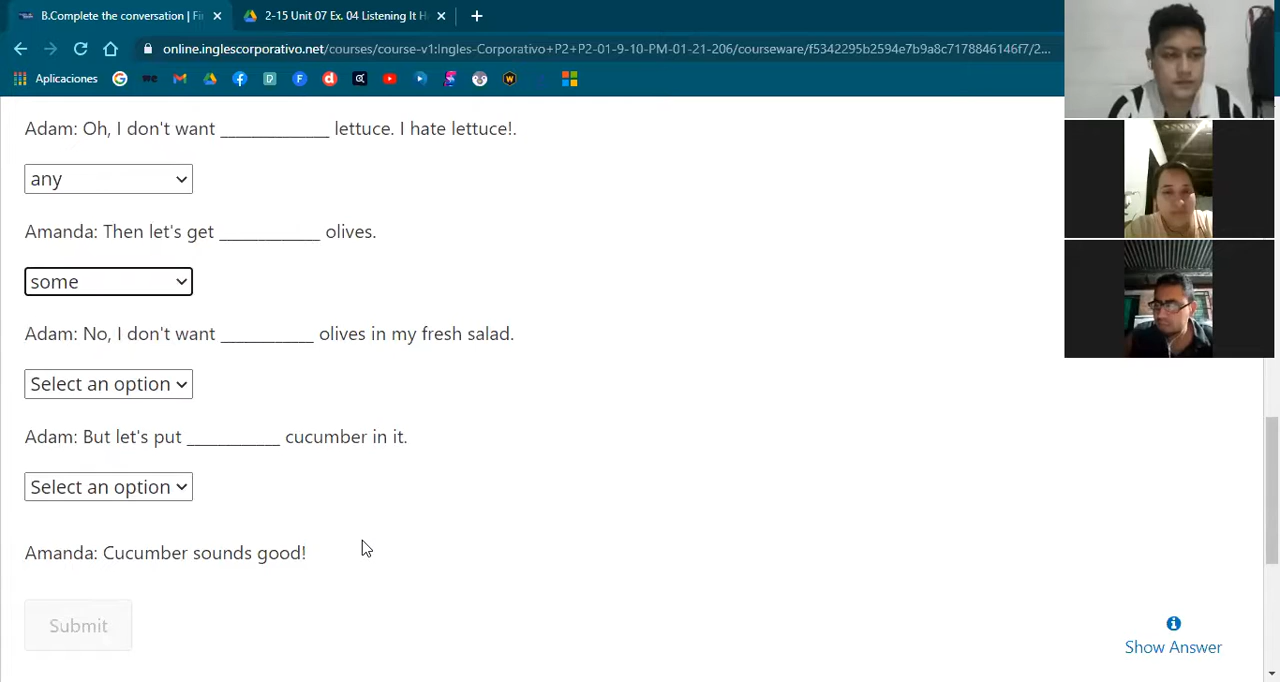 B.Complete the conversation | Fi
2-15 Unit 07 Ex. 04 Listening It H
online.inglescorporativo.net/courses/course-v1:Ingles-Corporativo+P2+P2-01-9-10-PM-01-21-206/courseware/f5342295b2594e7b9a8c7178846146f7/2...
Aplicaciones
Adam: Oh, I don't want _____________ lettuce. I hate lettuce!.
any
Amanda: Then let's get ____________ olives.
some
Adam: No, I don't want ___________ olives in my fresh salad.
Select an option
Adam: But let's put ___________ cucumber in it.
Select an option
Amanda: Cucumber sounds good!
Submit
Show Answer